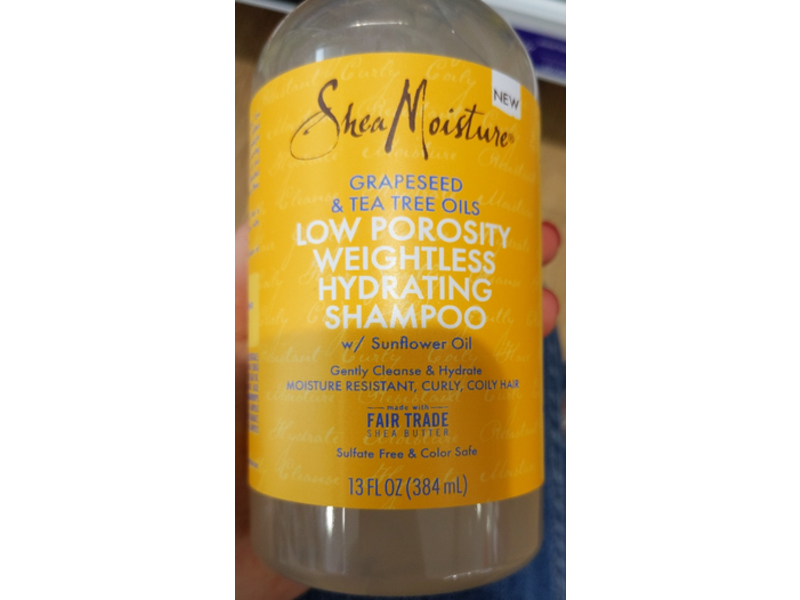 SheaMoisture®
NEW
GRAPESEED
& TEA TREE OILS
LOW POROSITY
WEIGHTLESS
HYDRATING
SHAMPOO
w/ Sunflower Oil
Gently Cleanse & Hydrate
MOISTURE RESISTANT, CURLY, COILY HAIR
made with
FAIR TRADE
SHEA BUTTER
Sulfate Free & Color Safe
13 FL OZ (384 mL)